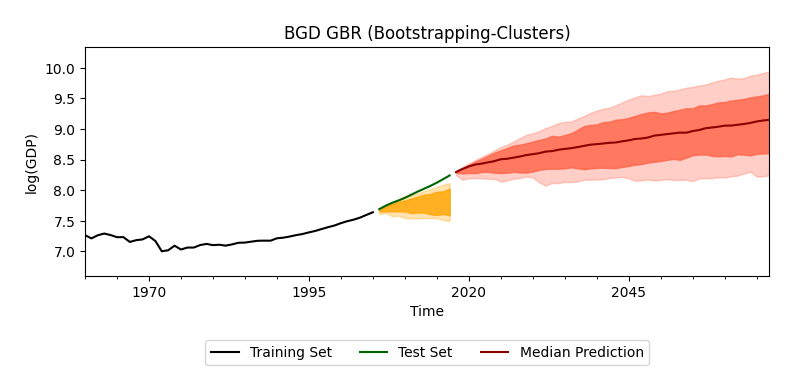 BGD GBR (Bootstrapping-Clusters)
log(GDP)
10.0
9.5
9.0
8.5
8.0
7.5
7.0
1970 1995 2020 2045
Time
Training Set Test Set Median Prediction